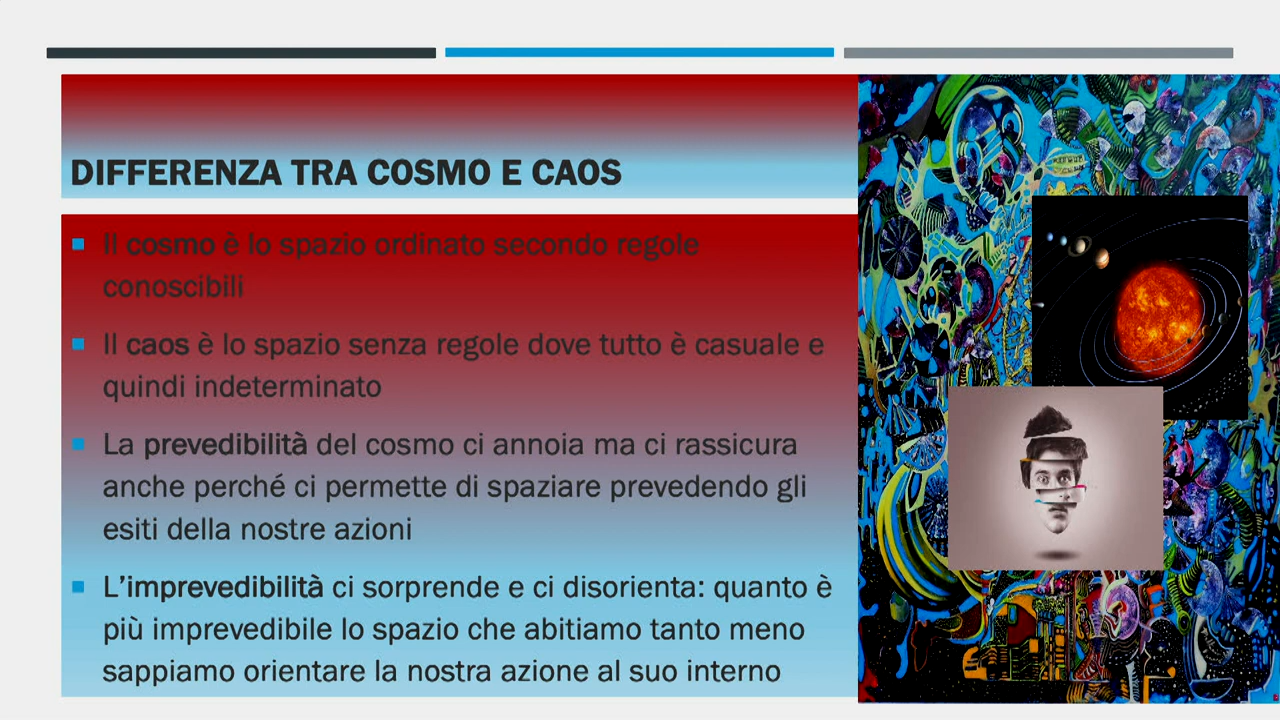 DIFFERENZA TRA COSMO E CAOS
Il cosmo è lo spazio ordinato secondo regole
conoscibili
Il caos è lo spazio senza regole dove tutto è casuale e
quindi indeterminato
La prevedibilità del cosmo ci annoia ma ci rassicura
anche perché ci permette di spaziare prevedendo gli
esiti della nostre azioni
L'imprevedibilità ci sorprende e ci disorienta: quanto è
più imprevedibile lo spazio che abitiamo tanto meno
sappiamo orientare la nostra azione al suo interno